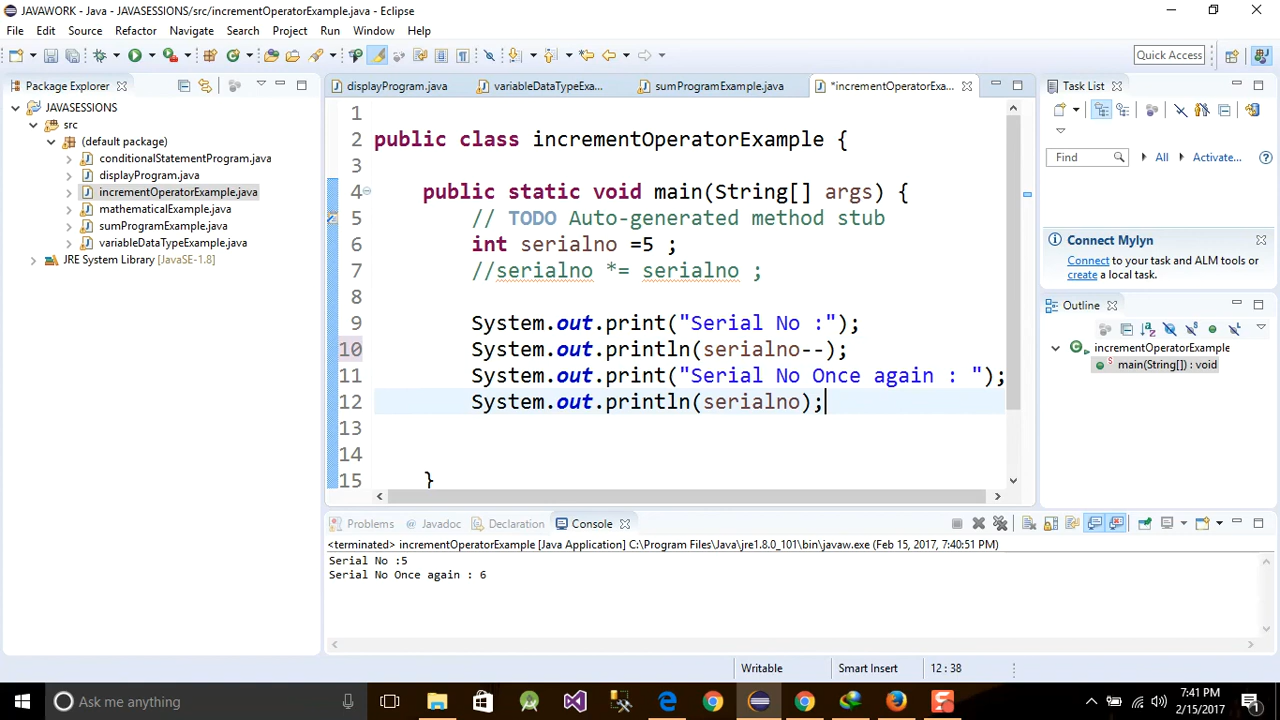 JAVAWORK - Java - JAVASESSIONS/src/incrementOperatorExample.java - Eclipse
File Edit Source Refactor Navigate Search Project Run Window Help
Quick Access
Package Explorer
displayProgram.java
variableDataTypeExa...
sumProgramExample.java
*incrementOperatorExa...
Task List
JAVASESSIONS
src
(default package)
conditionalStatementProgram.java
displayProgram.java
incrementOperatorExample.java
mathematicalExample.java
sumProgramExample.java
variableDataTypeExample.java
JRE System Library [JavaSE-1.8]
1
2 public class incrementOperatorExample {
3
4 public static void main(String[] args) {
5 // TODO Auto-generated method stub
6 int serialno =5 ;
7 //serialno *= serialno ;
8
9 System.out.print("Serial No :");
10 System.out.println(serialno--);
11 System.out.print("Serial No Once again : ");
12 System.out.println(serialno);
13
14
15 }
Find
All
Activate...
Connect Mylyn
Connect to your task and ALM tools or
create a local task.
Outline
incrementOperatorExample
main(String[]) : void
Problems
@ Javadoc
Declaration
Console
<terminated> incrementOperatorExample [Java Application] C:\Program Files\Java\jre1.8.0_101\bin\javaw.exe (Feb 15, 2017, 7:40:51 PM)
Serial No :5
Serial No Once again : 6
Writable
Smart Insert
12 : 38
Ask me anything
7:41 PM
2/15/2017